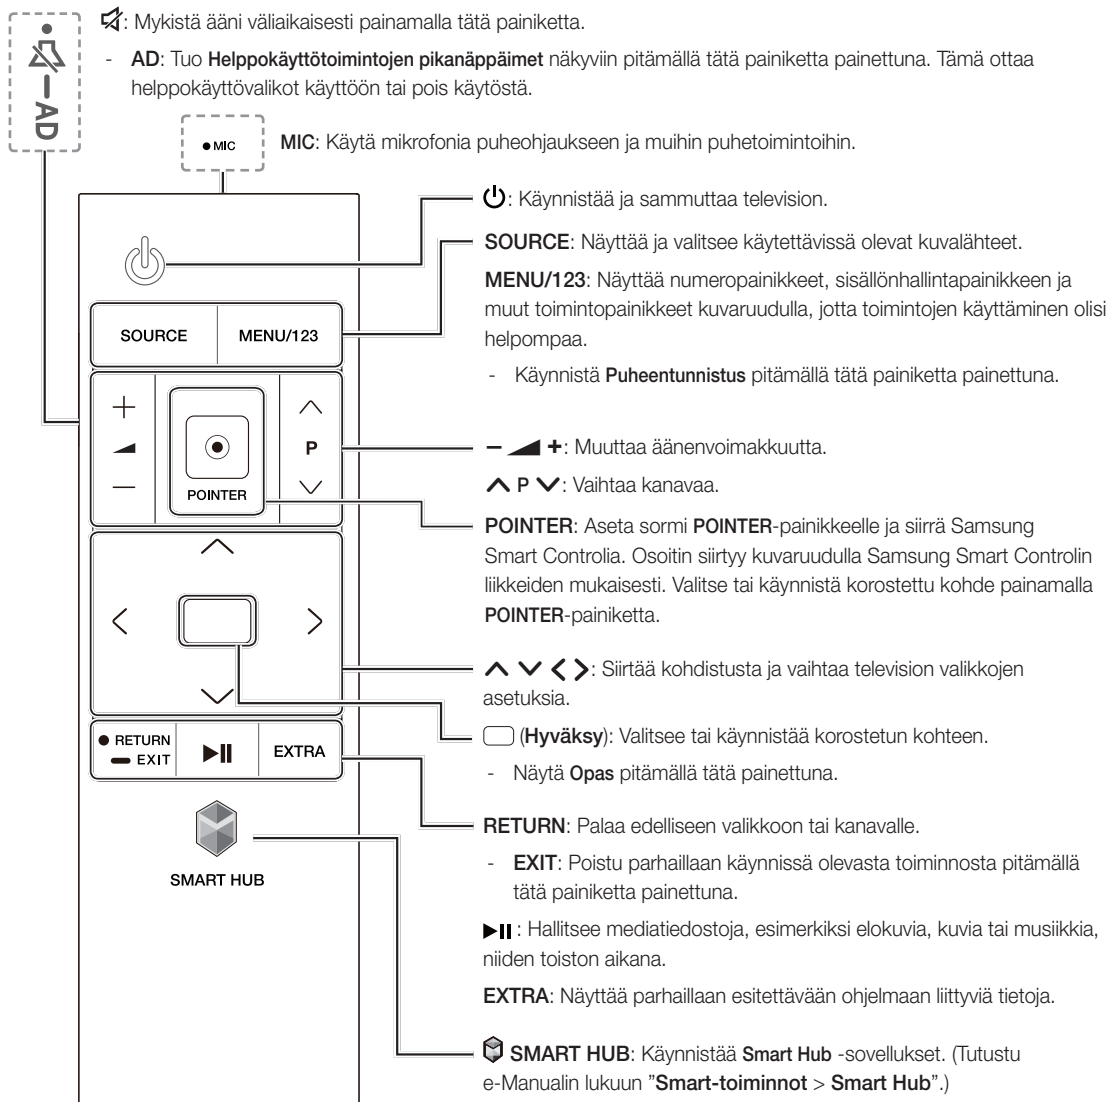 : Mykistä ääni väliaikaisesti painamalla tätä painiketta.
- AD: Tuo Helppokäyttötoimintojen pikanäppäimet näkyviin pitämällä tätä painiketta painettuna. Tämä ottaa
helppokäyttövalikot käyttöön tai pois käytöstä.
AD
MIC
MIC: Käytä mikrofonia puheohjaukseen ja muihin puhetoimintoihin.
: Käynnistää ja sammuttaa television.
SOURCE: Näyttää ja valitsee käytettävissä olevat kuvalähteet.
MENU/123: Näyttää numeropainikkeet, sisällönhallintapainikkeen ja
muut toimintopainikkeet kuvaruudulla, jotta toimintojen käyttäminen olisi
helpompaa.
- Käynnistä Puheentunnistus pitämällä tätä painiketta painettuna.
SOURCE
MENU/123
+
P
—
POINTER
– +: Muuttaa äänenvoimakkuutta.
P : Vaihtaa kanavaa.
POINTER: Aseta sormi POINTER-painikkeelle ja siirrä Samsung
Smart Controlia. Osoitin siirtyy kuvaruudulla Samsung Smart Controlin
liikkeiden mukaisesti. Valitse tai käynnistä korostettu kohde painamalla
POINTER-painiketta.
: Siirtää kohdistusta ja vaihtaa television valikkojen
asetuksia.
(Hyväksy): Valitsee tai käynnistää korostetun kohteen.
- Näytä Opas pitämällä tätä painettuna.
RETURN
EXIT
EXTRA
RETURN: Palaa edelliseen valikkoon tai kanavalle.
- EXIT: Poistu parhaillaan käynnissä olevasta toiminnosta pitämällä
tätä painiketta painettuna.
: Hallitsee mediatiedostoja, esimerkiksi elokuvia, kuvia tai musiikkia,
niiden toiston aikana.
EXTRA: Näyttää parhaillaan esitettävään ohjelmaan liittyviä tietoja.
SMART HUB
SMART HUB: Käynnistää Smart Hub -sovellukset. (Tutustu
e-Manualin lukuun ”Smart-toiminnot > Smart Hub”.)